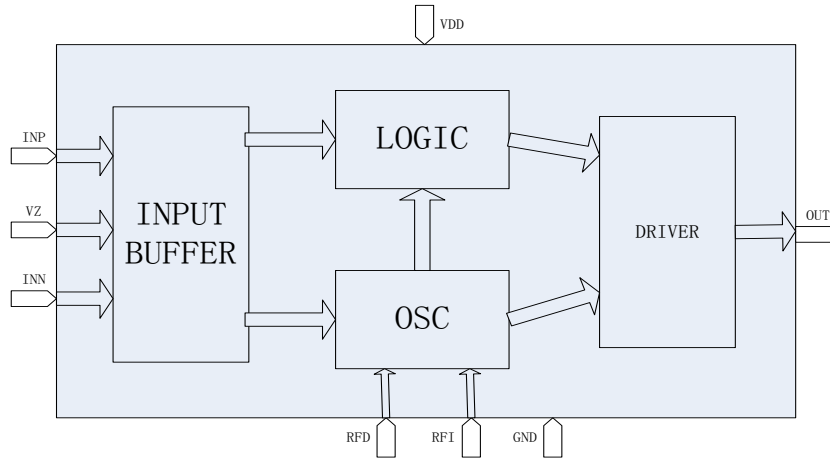 VDD
INP
VZ
INN
INPUT
BUFFER
LOGIC
OSC
DRIVER
OUT
RFD
RFI
GND